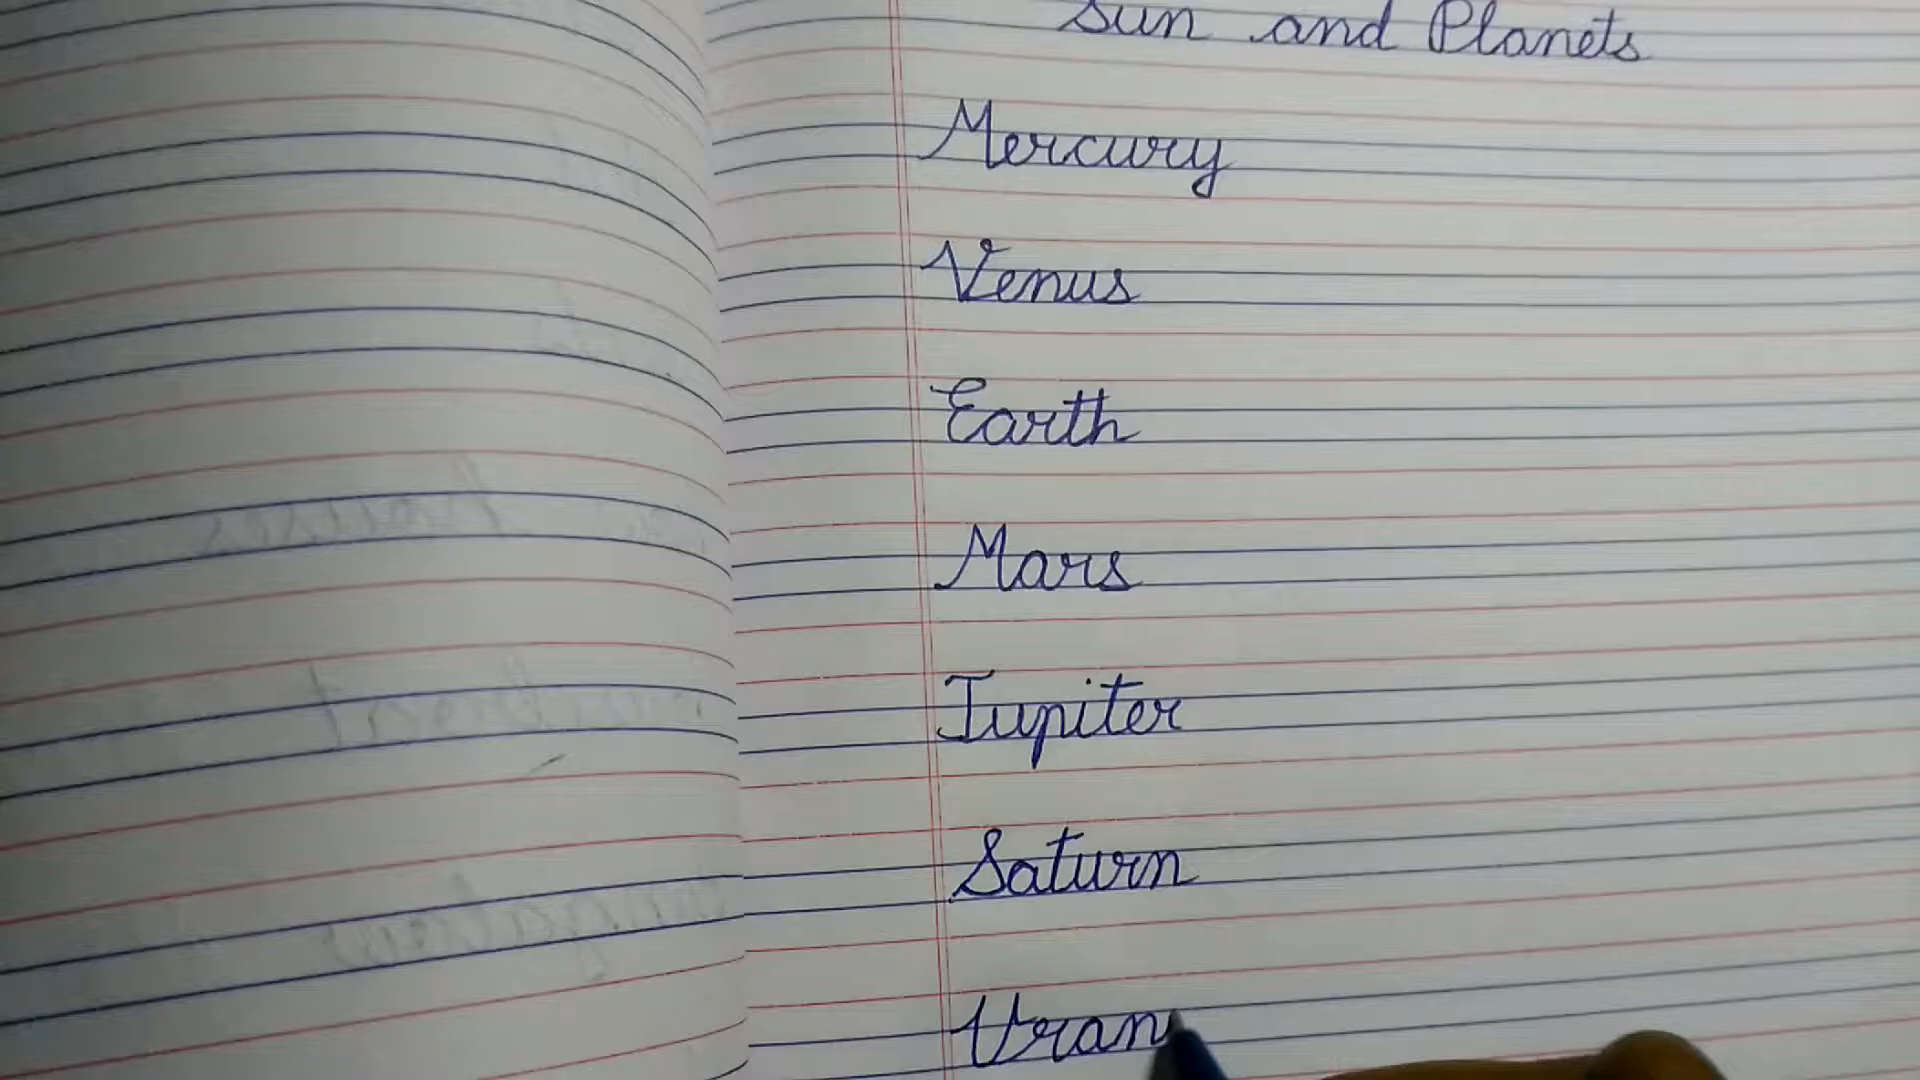 Sun and Planets
Mercury
Venus
Earth
Mars
Jupiter
Saturn
Uran